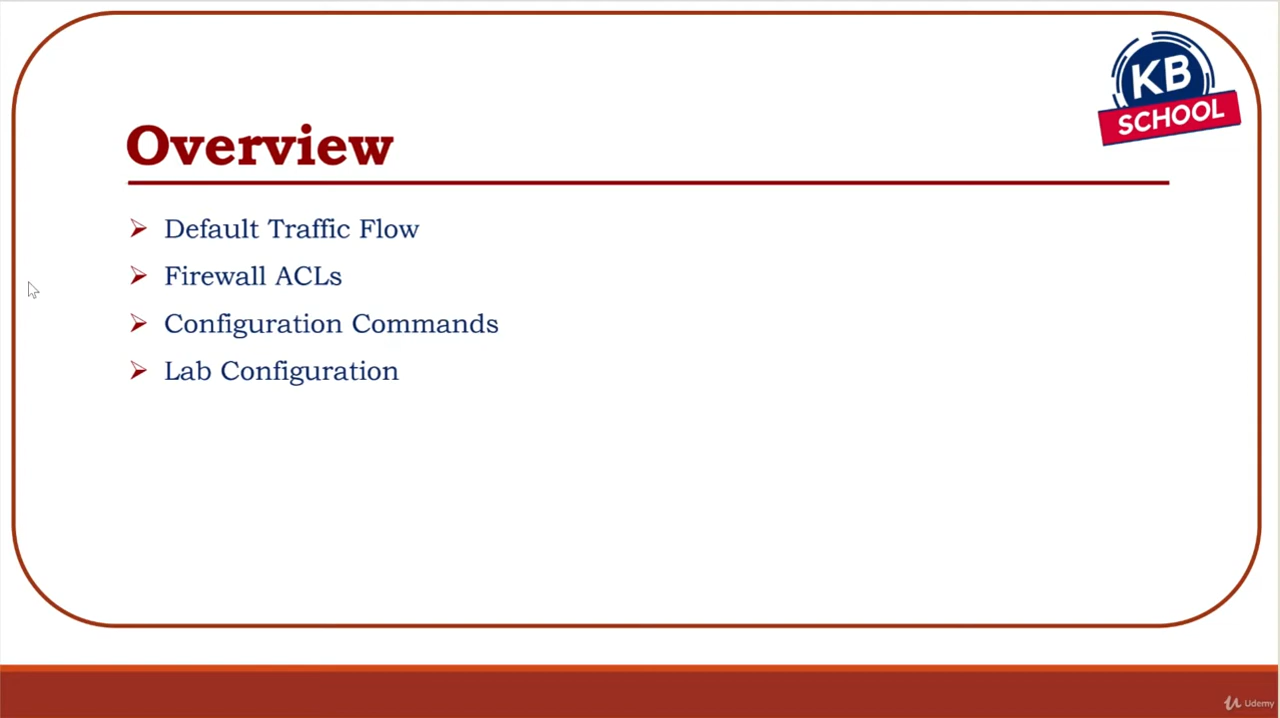 KB
SCHOOL
Overview
Default Traffic Flow
Firewall ACLs
Configuration Commands
Lab Configuration
Udemy